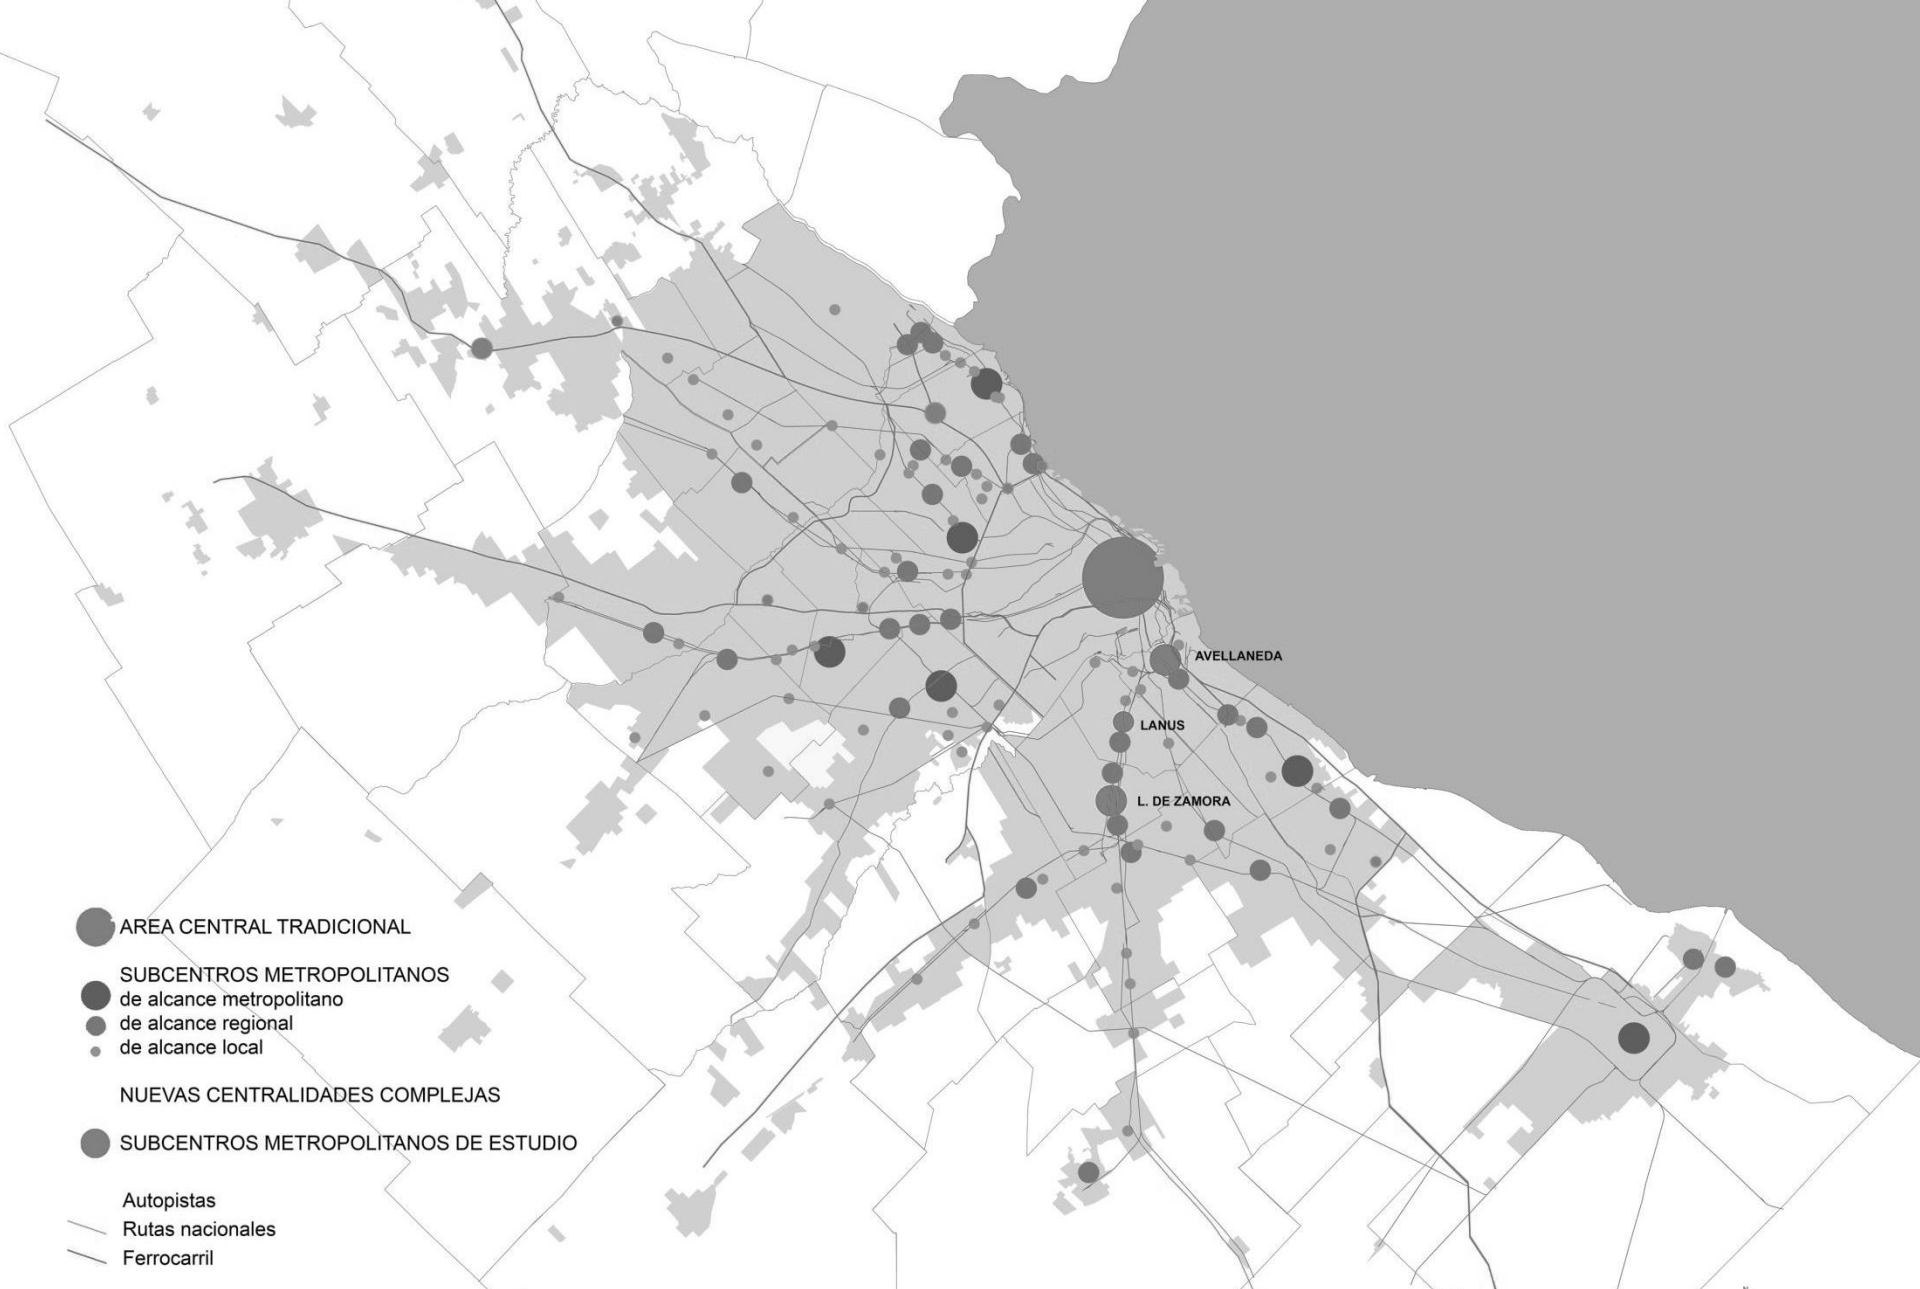 AVELLANEDA
LANUS
L. DE ZAMORA
AREA CENTRAL TRADICIONAL
SUBCENTROS METROPOLITANOS
de alcance metropolitano
de alcance regional
de alcance local
NUEVAS CENTRALIDADES COMPLEJAS
SUBCENTROS METROPOLITANOS DE ESTUDIO
Autopistas
Rutas nacionales
Ferrocarril